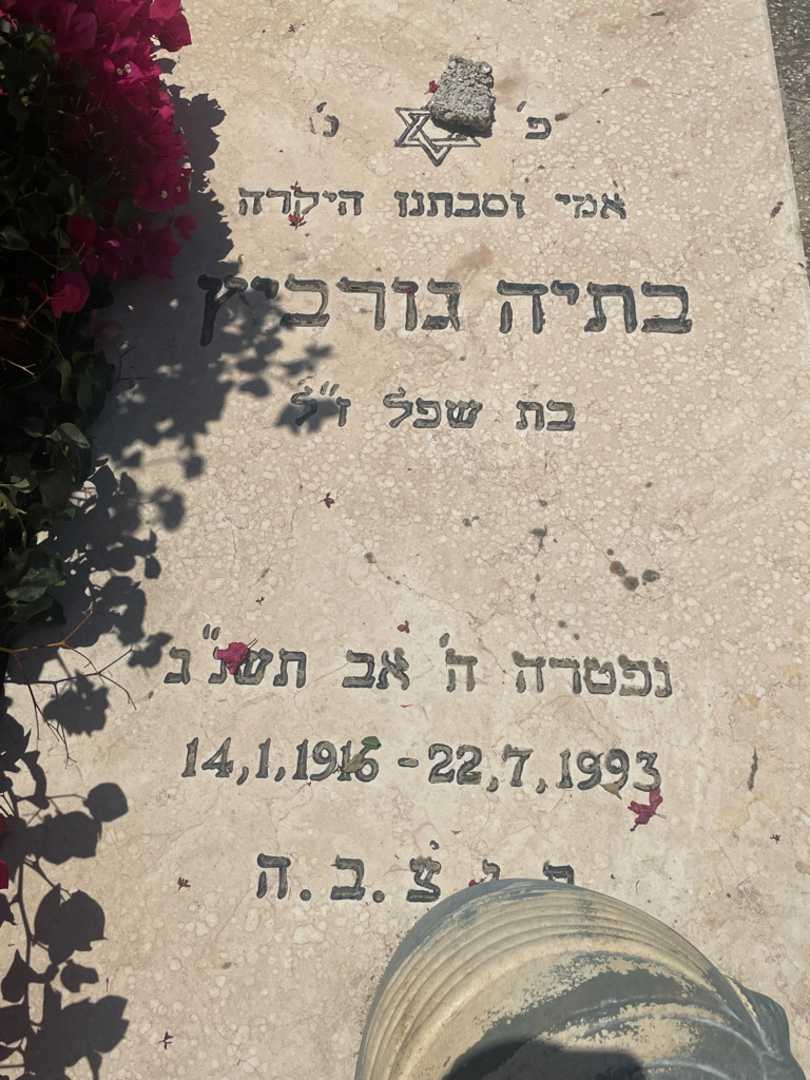 פ' נ'
אמי וסבתנו היקרה
בתיה גורביץ
בת שפל ז"ל
נפטרה ה' אב תשנ"ג
14,1,1916 - 22,7,1993
צ.ב.ה